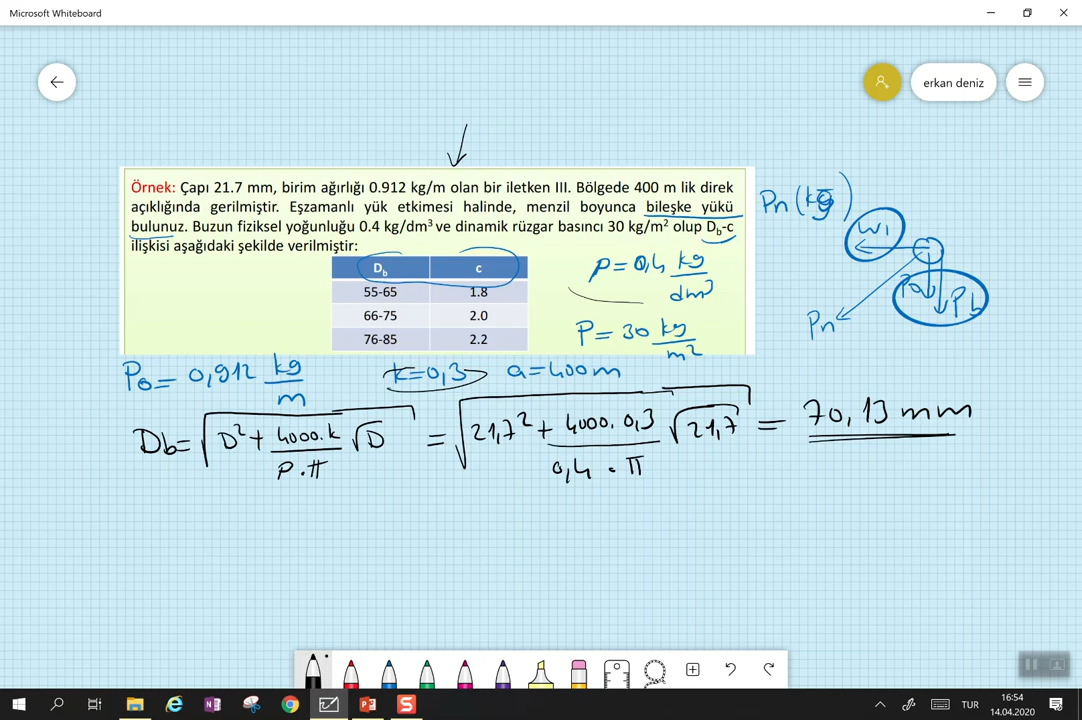 Microsoft Whiteboard
erkan deniz
Örnek: Çapı 21.7 mm, birim ağırlığı 0.912 kg/m olan bir iletken III. Bölgede 400 m lik direk
açıklığında gerilmiştir. Eşzamanlı yük etkimesi halinde, menzil boyunca bileşke yükü
bulunuz. Buzun fiziksel yoğunluğu 0.4 kg/dm³ ve dinamik rüzgar basıncı 30 kg/m² olup Db-c
ilişkisi aşağıdaki şekilde verilmiştir:
Db c
55-65 1.8
66-75 2.0
76-85 2.2
ρ=0,4 kg/dm³
P=30 kg/m²
Pn (kg)
W1
Po
Pb
Pn
Po=0,912 kg/m
k=0,3
a=400m
Db=√(D²+ 4000.k/ρ.π √D) =√(21,7²+ 4000.0,3/0,4.π √21,7) = 70,13 mm
TUR
16:54
14.04.2020